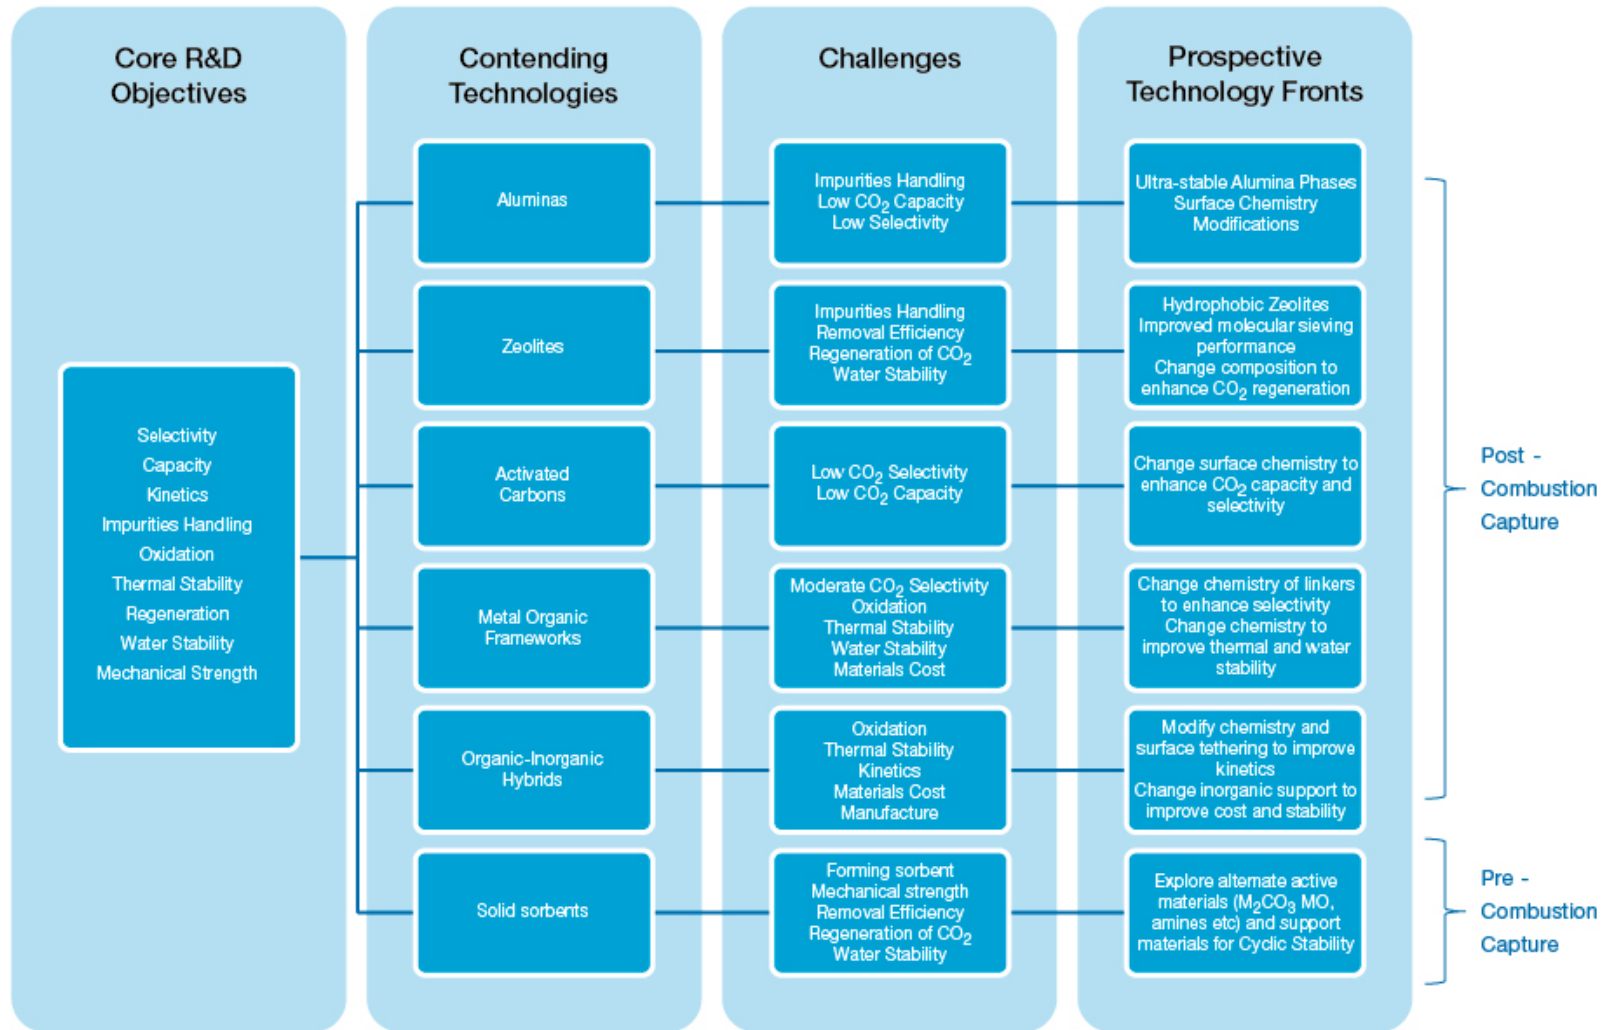 Core R&D
Objectives
Selectivity
Capacity
Kinetics
Impurities Handling
Oxidation
Thermal Stability
Regeneration
Water Stability
Mechanical Strength
Contending
Technologies
Aluminas
Zeolites
Activated
Carbons
Metal Organic
Frameworks
Organic-Inorganic
Hybrids
Solid sorbents
Challenges
Impurities Handling
Low CO2 Capacity
Low Selectivity
Impurities Handling
Removal Efficiency
Regeneration of CO2
Water Stability
Low CO2 Selectivity
Low CO2 Capacity
Moderate CO2 Selectivity
Oxidation
Thermal Stability
Water Stability
Materials Cost
Oxidation
Thermal Stability
Kinetics
Materials Cost
Manufacture
Forming sorbent
Mechanical strength
Removal Efficiency
Regeneration of CO2
Water Stability
Prospective
Technology Fronts
Ultra-stable Alumina Phases
Surface Chemistry
Modifications
Hydrophobic Zeolites
Improved molecular sieving
performance
Change composition to
enhance CO2 regeneration
Change surface chemistry to
enhance CO2 capacity and
selectivity
Change chemistry of linkers
to enhance selectivity
Change chemistry to
improve thermal and water
stability
Modify chemistry and
surface tethering to improve
kinetics
Change inorganic support to
improve cost and stability
Explore alternate active
materials (M2CO3 MO,
amines etc) and support
materials for Cyclic Stability
Post -
Combustion
Capture
Pre -
Combustion
Capture